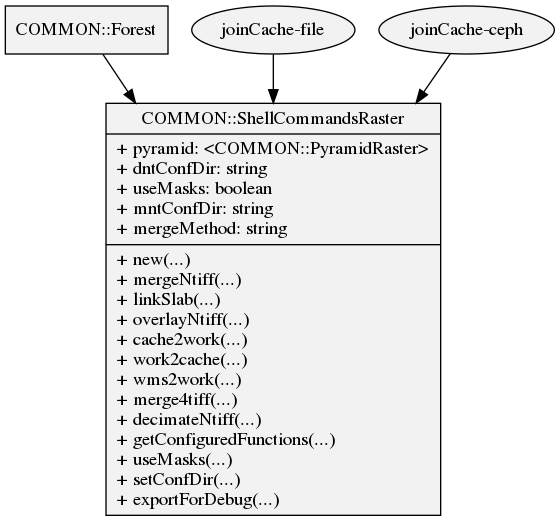 COMMON::Forest
joinCache-file
joinCache-ceph
COMMON::ShellCommandsRaster
+ pyramid: <COMMON::PyramidRaster>
+ dntConfDir: string
+ useMasks: boolean
+ mntConfDir: string
+ mergeMethod: string
+ new(...)
+ mergeNtiff(...)
+ linkSlab(...)
+ overlayNtiff(...)
+ cache2work(...)
+ work2cache(...)
+ wms2work(...)
+ merge4tiff(...)
+ decimateNtiff(...)
+ getConfiguredFunctions(...)
+ useMasks(...)
+ setConfDir(...)
+ exportForDebug(...)